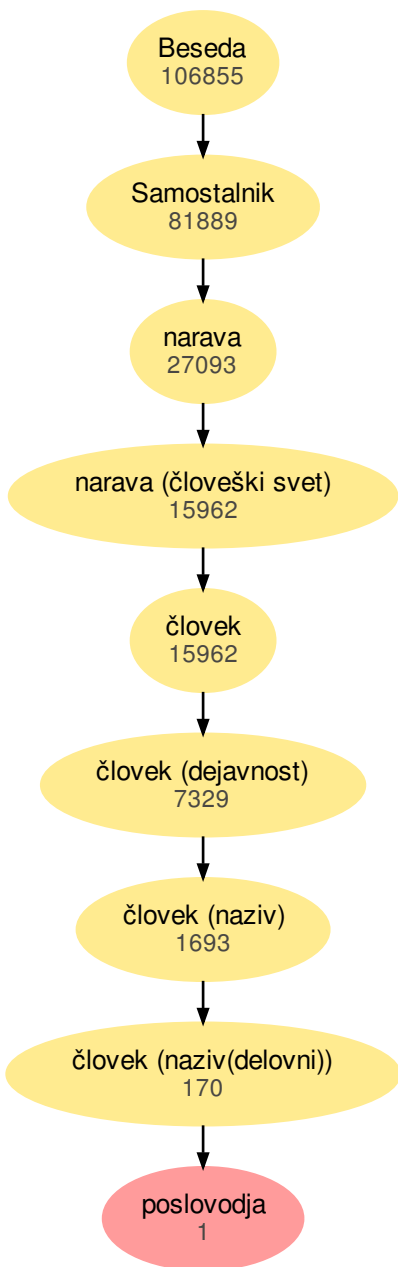 Beseda
106855
Samostalnik
81889
narava
27093
narava (človeški svet)
15962
človek
15962
človek (dejavnost)
7329
človek (naziv)
1693
človek (naziv(delovni))
170
poslovodja
1